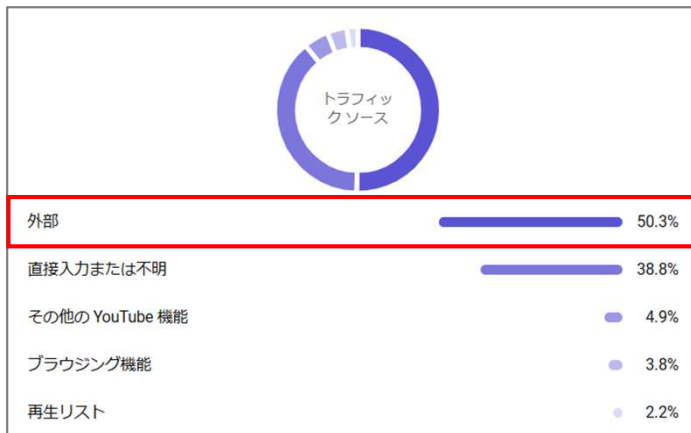 トラフィッ
ク ソース
外部 50.3%
直接入力または不明 38.8%
その他の YouTube 機能 4.9%
ブラウジング機能 3.8%
再生リスト 2.2%